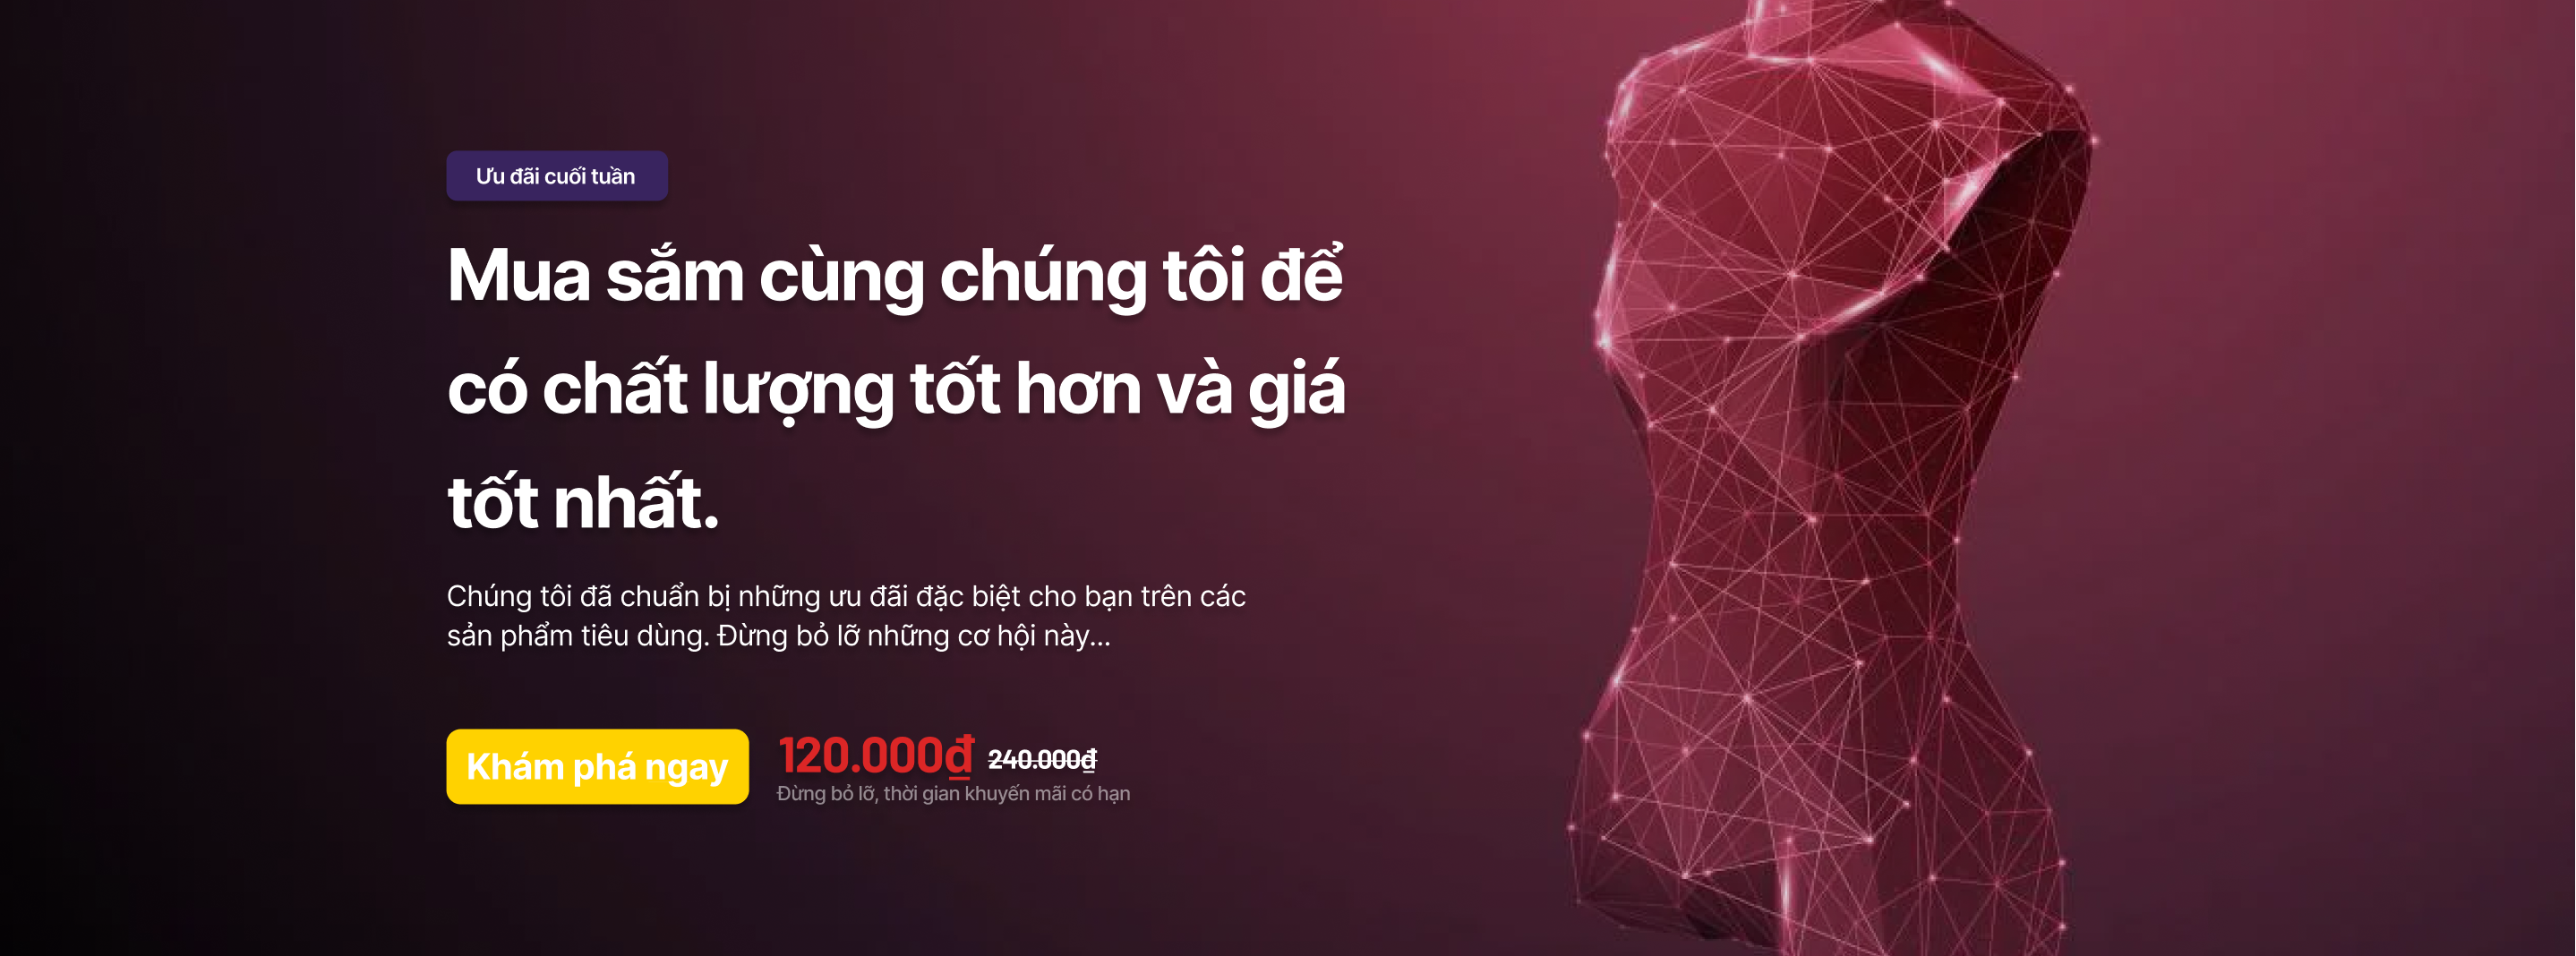 Ưu đãi cuối tuần
Mua sắm cùng chúng tôi để
có chất lượng tốt hơn và giá
tốt nhất.
Chúng tôi đã chuẩn bị những ưu đãi đặc biệt cho bạn trên các
sản phẩm tiêu dùng. Đừng bỏ lỡ những cơ hội này...
Khám phá ngay
120.000₫ 240.000₫
Đừng bỏ lỡ, thời gian khuyến mãi có hạn